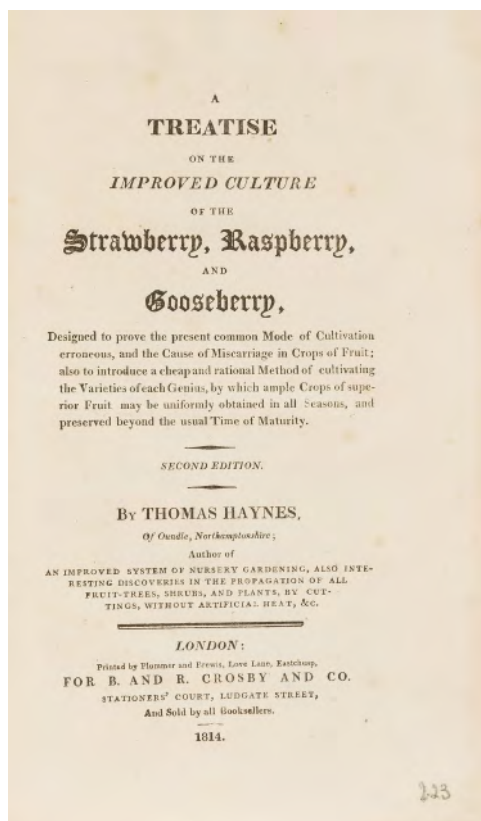 A
TREATISE
ON THE
IMPROVED CULTURE
OF THE
Strawberry, Raspberry,
AND
Gooseberry,
Designed to prove the present common Mode of Cultivation
erroneous, and the Cause of Miscarriage in Crops of Fruit;
also to introduce a cheap and rational Method of cultivating
the Varieties of each Genius, by which ample Crops of supe-
rior Fruit may be uniformly obtained in all Seasons, and
preserved beyond the usual Time of Maturity.
SECOND EDITION.
By THOMAS HAYNES,
Of Oundle, Northamptonshire;
Author of
AN IMPROVED SYSTEM OF NURSERY GARDENING, ALSO INTE-
RESTING DISCOVERIES IN THE PROPAGATION OF ALL
FRUIT-TREES, SHRUBS, AND PLANTS, BY CUT-
TINGS, WITHOUT ARTIFICIAL HEAT, &c.
LONDON:
Printed by Plummer and Brewis, Love Lane, Eastcheap,
FOR B. AND R. CROSBY AND CO.
STATIONERS' COURT, LUDGATE STREET,
And Sold by all Booksellers.
1814.
223